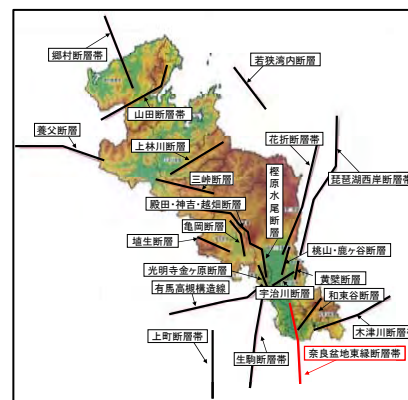 郷村断層帯
若狭湾内断層
山田断層帯
養父断層
上林川断層
花折断層帯
琵琶湖西岸断層帯
三峠断層
樫原水尾断層
殿田・神吉・越畑断層
亀岡断層
埴生断層
桃山・鹿ヶ谷断層
光明寺金ヶ原断層
黄檗断層
有馬高槻構造線
宇治川断層
和束谷断層
木津川断層帯
上町断層帯
生駒断層帯
奈良盆地東縁断層帯